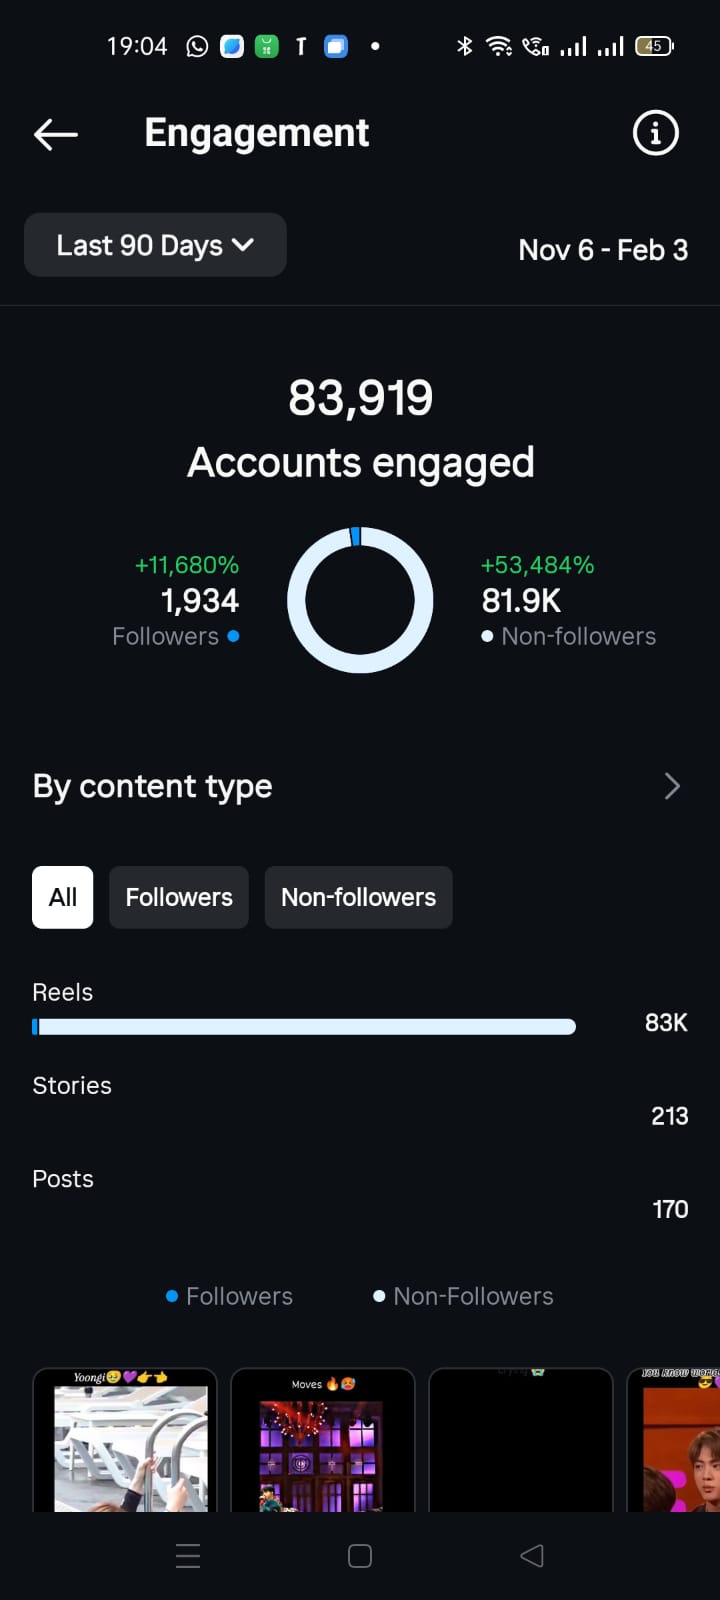 19:04
45
Engagement
Last 90 Days
Nov 6 - Feb 3
83,919
Accounts engaged
+11,680%
1,934
Followers
+53,484%
81.9K
Non-followers
By content type
All Followers Non-followers
Reels
83K
Stories
213
Posts
170
Followers Non-Followers
Yoongi🥹💜👉👈
Moves 🔥🥵
You know